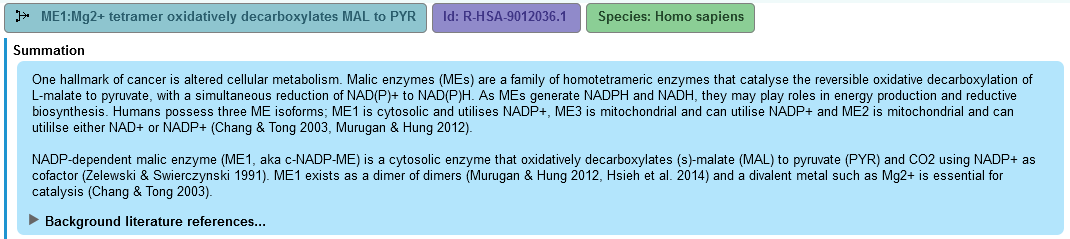 ME1:Mg2+ tetramer oxidatively decarboxylates MAL to PYR Id: R-HSA-9012036.1 Species: Homo sapiens
Summation
One hallmark of cancer is altered cellular metabolism. Malic enzymes (MEs) are a family of homotetrameric enzymes that catalyse the reversible oxidative decarboxylation of
L-malate to pyruvate, with a simultaneous reduction of NAD(P)+ to NAD(P)H. As MEs generate NADPH and NADH, they may play roles in energy production and reductive
biosynthesis. Humans possess three ME isoforms; ME1 is cytosolic and utilises NADP+, ME3 is mitochondrial and can utilise NADP+ and ME2 is mitochondrial and can
utililse either NAD+ or NADP+ (Chang & Tong 2003, Murugan & Hung 2012).
NADP-dependent malic enzyme (ME1, aka c-NADP-ME) is a cytosolic enzyme that oxidatively decarboxylates (s)-malate (MAL) to pyruvate (PYR) and CO2 using NADP+ as
cofactor (Zelewski & Swierczynski 1991). ME1 exists as a dimer of dimers (Murugan & Hung 2012, Hsieh et al. 2014) and a divalent metal such as Mg2+ is essential for
catalysis (Chang & Tong 2003).
Background literature references...